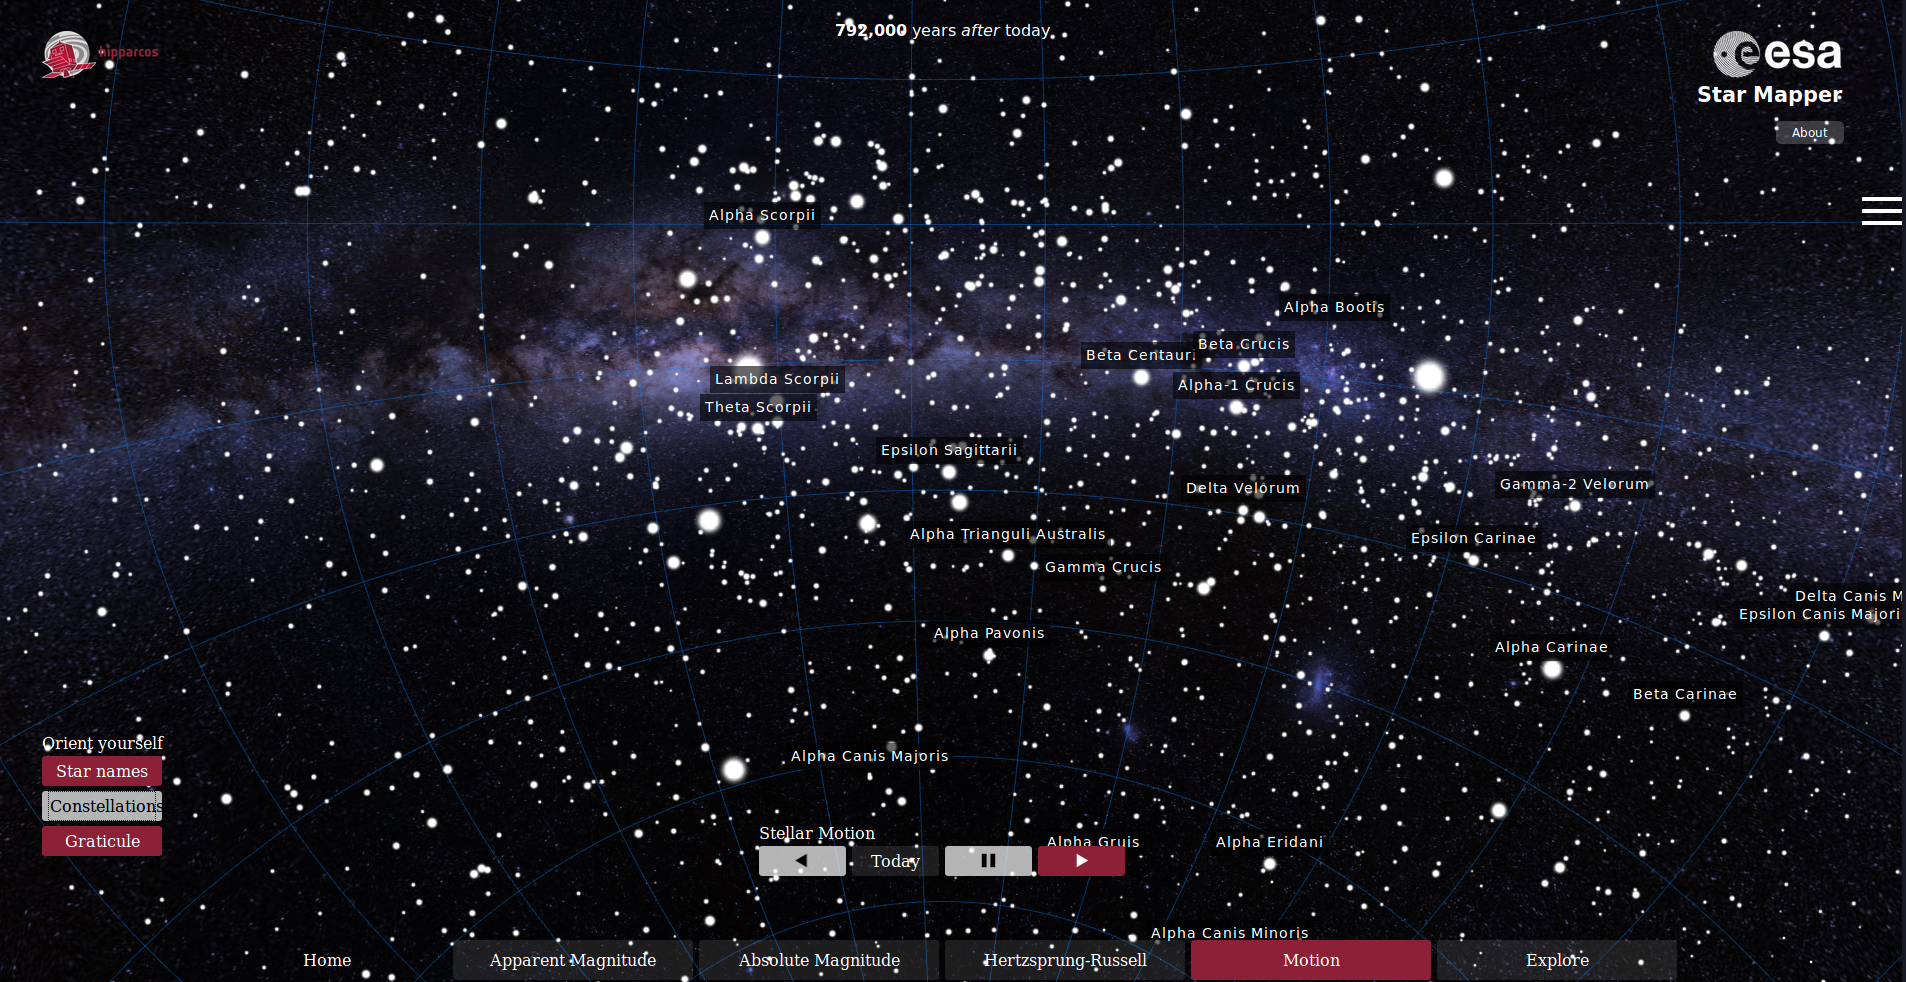 792,000 years after today
hipparcos
esa
Star Mapper
About
Alpha Scorpii
Alpha Bootis
Beta Crucis
Beta Centauri
Lambda Scorpii
Alpha-1 Crucis
Theta Scorpii
Epsilon Sagittarii
Delta Velorum
Gamma-2 Velorum
Alpha Trianguli Australis
Epsilon Carinae
Gamma Crucis
Delta Canis M
Epsilon Canis Majori
Alpha Pavonis
Alpha Carinae
Beta Carinae
Orient yourself
Star names
Constellations
Graticule
Alpha Canis Majoris
Stellar Motion
Today
Alpha Gruis
Alpha Eridani
Alpha Canis Minoris
Home
Apparent Magnitude
Absolute Magnitude
Hertzsprung-Russell
Motion
Explore